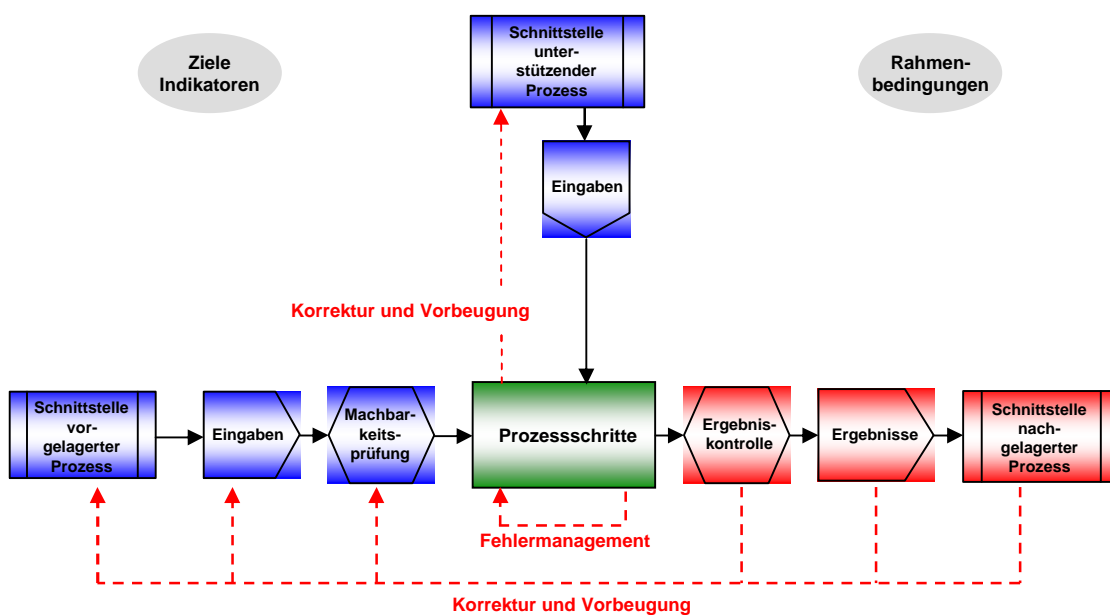 Ziele
Indikatoren
Schnittstelle
unter-
stützender
Prozess
Rahmen-
bedingungen
Eingaben
Korrektur und Vorbeugung
Schnittstelle
vor-
gelagerter
Prozess
Eingaben
Machbar-
keits-
prüfung
Prozessschritte
Ergebnis-
kontrolle
Ergebnisse
Schnittstelle
nach-
gelagerter
Prozess
Fehlermanagement
Korrektur und Vorbeugung